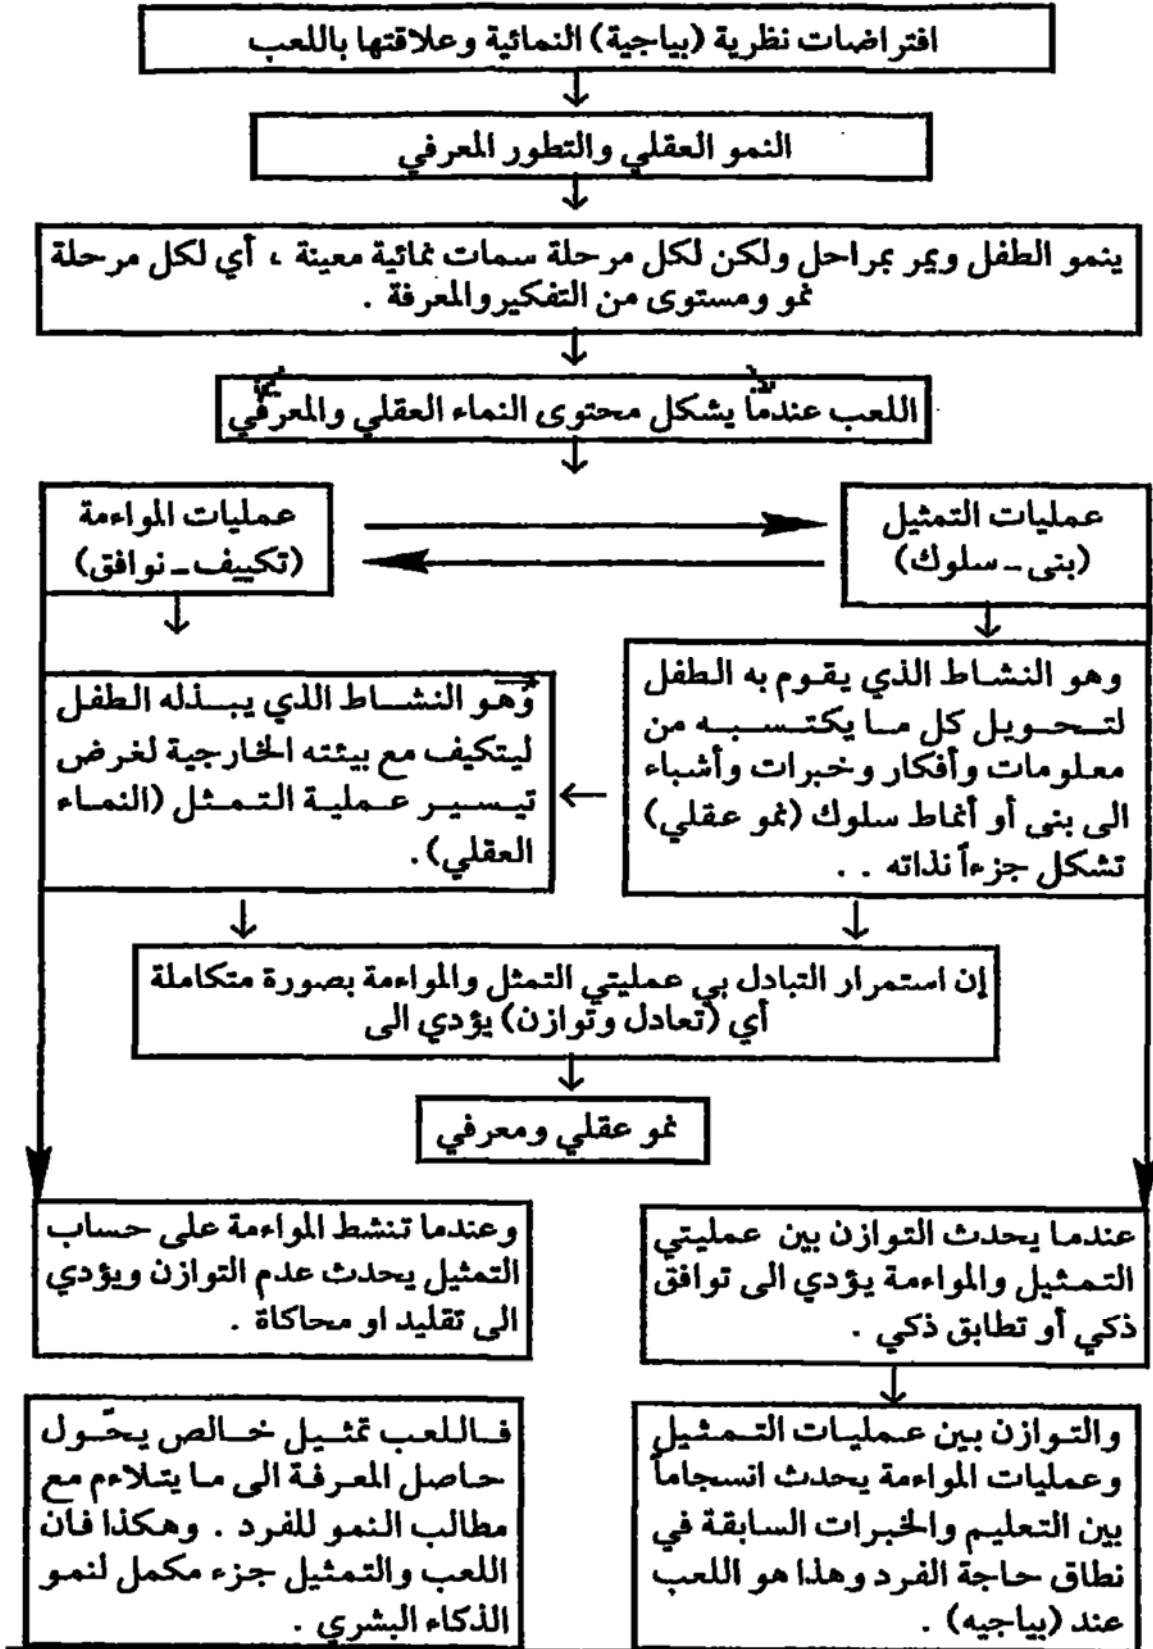 افتراضات نظرية (بياجية) النمائية وعلاقتها باللعب
النمو العقلي والتطور المعرفي
ينمو الطفل ويمر بمراحل ولكن لكل مرحلة سمات نمائية معينة ، أي لكل مرحلة
نمو ومستوى من التفكير والمعرفة .
اللعب عندما يشكل محتوى النماء العقلي والمعرفي
عمليات التمثيل
(بنى - سلوك)
عمليات المواءمة
(تكييف - نوافق)
وهو النشاط الذي يقوم به الطفل
لتحويل كل ما يكتسبه من
معلومات وأفكار وخبرات وأشباء
الى بنى أو أنماط سلوك (نمو عقلي)
تشكل جزءاً نذاته . .
وهو النشاط الذي يبذله الطفل
ليتكيف مع بيئته الخارجية لغرض
تيسير عملية التمثل (النماء
العقلي) .
إن استمرار التبادل بي عمليتي التمثل والمواءمة بصورة متكاملة
أي (تعادل وتوازن) يؤدي الى
نمو عقلي ومعرفي
عندما يحدث التوازن بين عمليتي
التمثيل والمواءمة يؤدي الى توافق
ذكي أو تطابق ذكي .
وعندما تنشط المواءمة على حساب
التمثيل يحدث عدم التوازن ويؤدي
الى تقليد او محاكاة .
والتوازن بين عمليات التمثيل
وعمليات المواءمة يحدث انسجاماً
بين التعليم والخبرات السابقة في
نطاق حاجة الفرد وهذا هو اللعب
عند (بياجيه) .
فاللعب تمثيل خالص يحّول
حاصل المعرفة الى ما يتلاءم مع
مطالب النمو للفرد . وهكذا فان
اللعب والتمثيل جزء مكمل لنمو
الذكاء البشري .